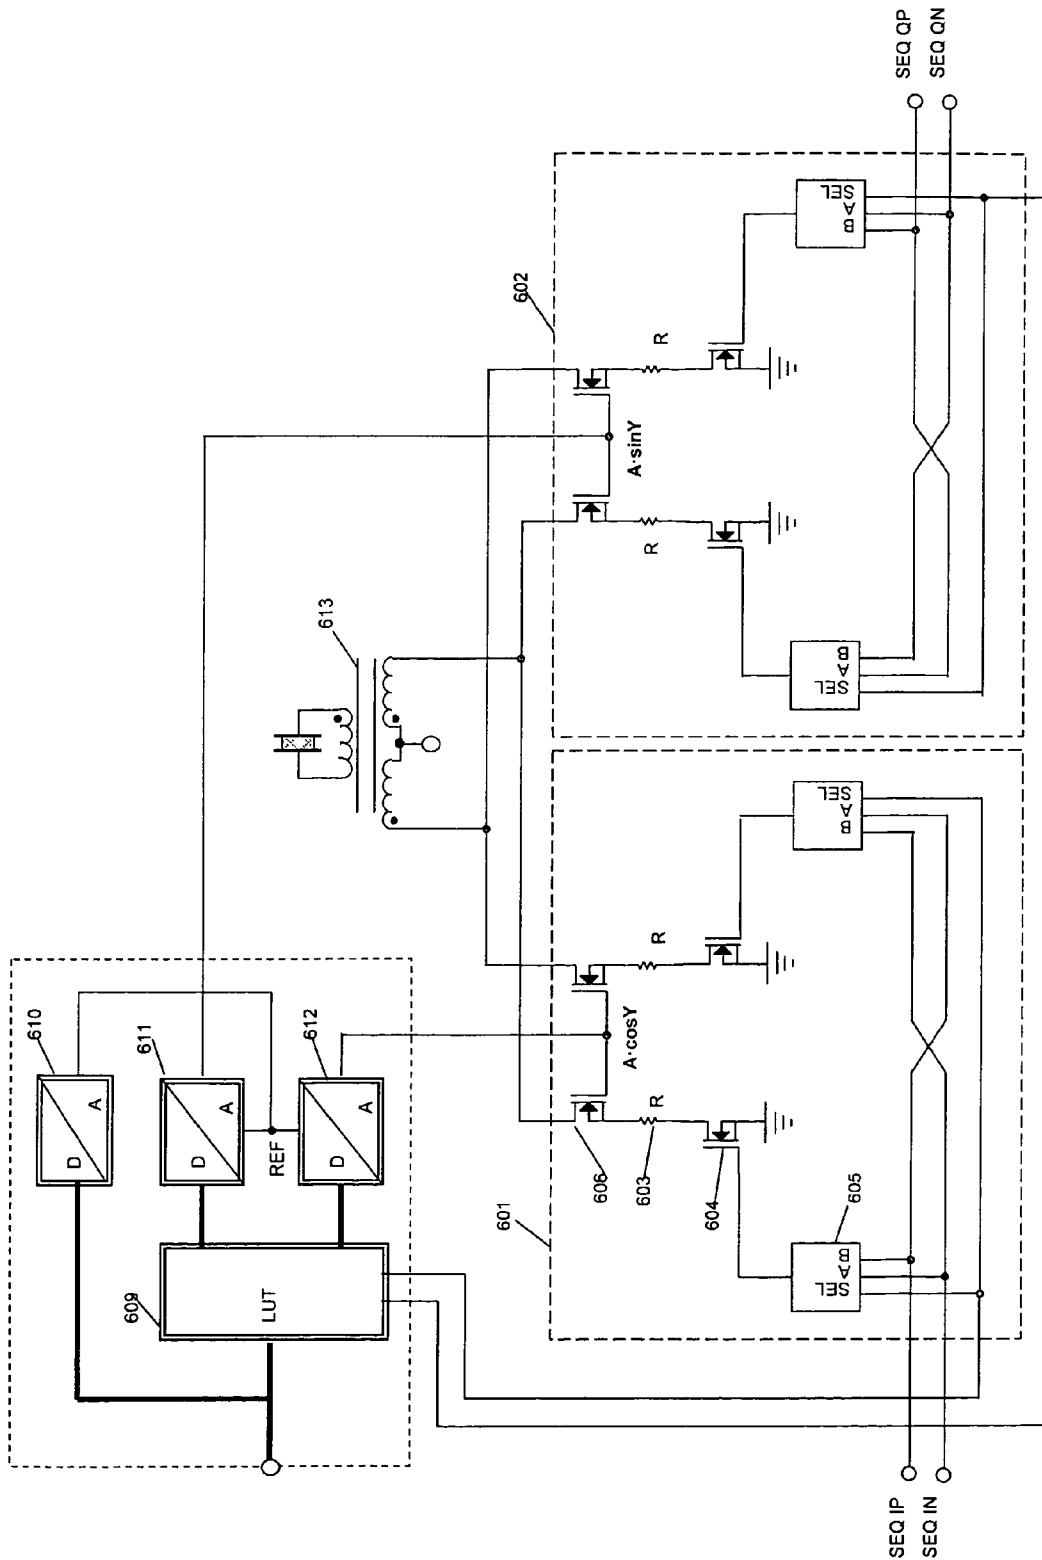 SEQ QP
SEQ QN
602
SEL
A
B
R
A·sinY
R
B
A
SEL
613
610
D
A
611
D
A
REF
612
D
A
609
LUT
601
SEL
A
B
R
A·cosY
R
606
603
604
605
B
A
SEL
SEQ IP
SEQ IN